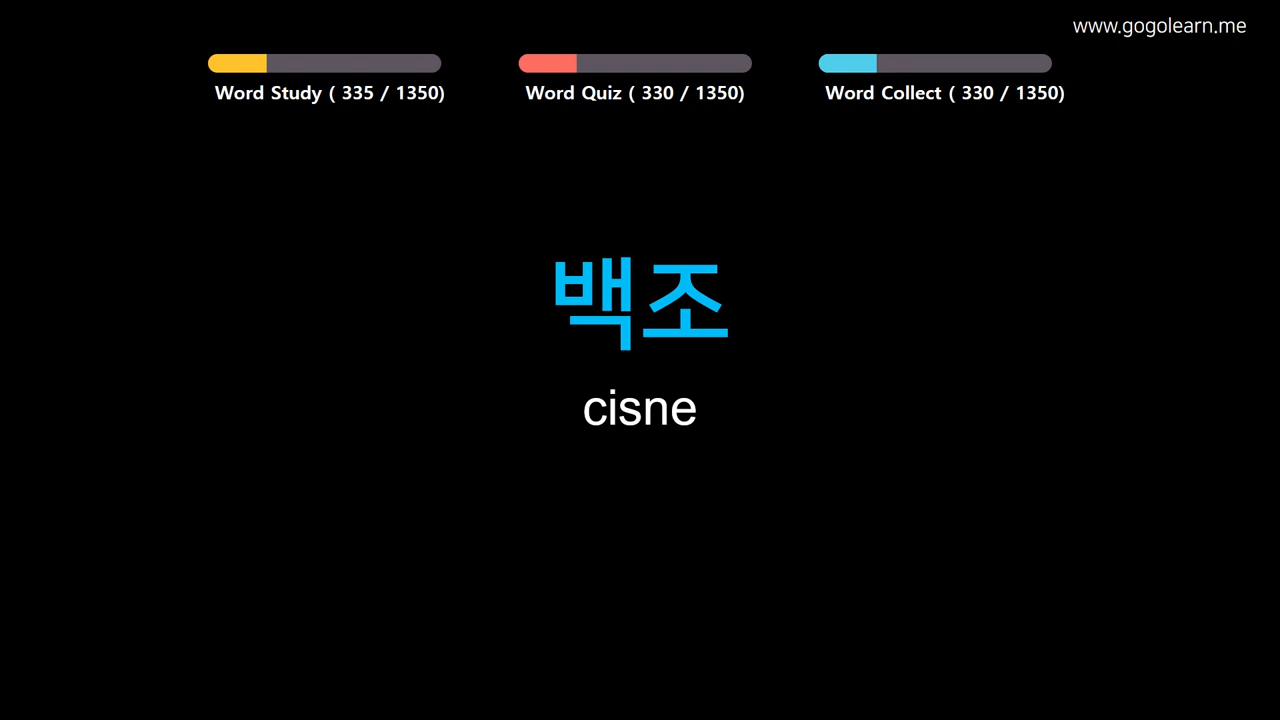 www.gogolearn.me
Word Study ( 335 / 1350)
Word Quiz ( 330 / 1350)
Word Collect ( 330 / 1350)
백조
cisne